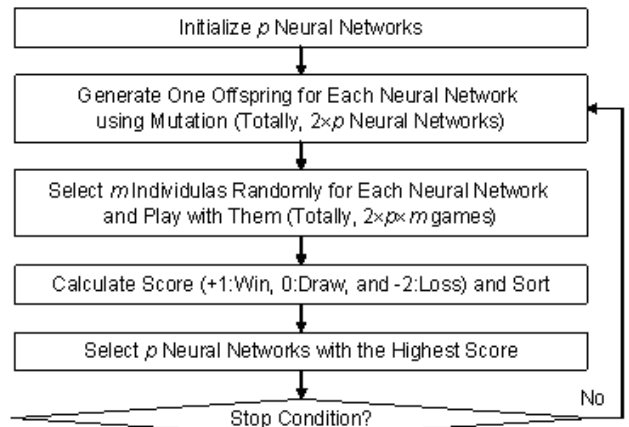 Initialize p Neural Networks
Generate One Offspring for Each Neural Network
using Mutation (Totally, 2×p Neural Networks)
Select m Individulas Randomly for Each Neural Network
and Play with Them (Totally, 2×p×m games)
Calculate Score (+1:Win, 0:Draw, and -2:Loss) and Sort
Select p Neural Networks with the Highest Score
Stop Condition?
No